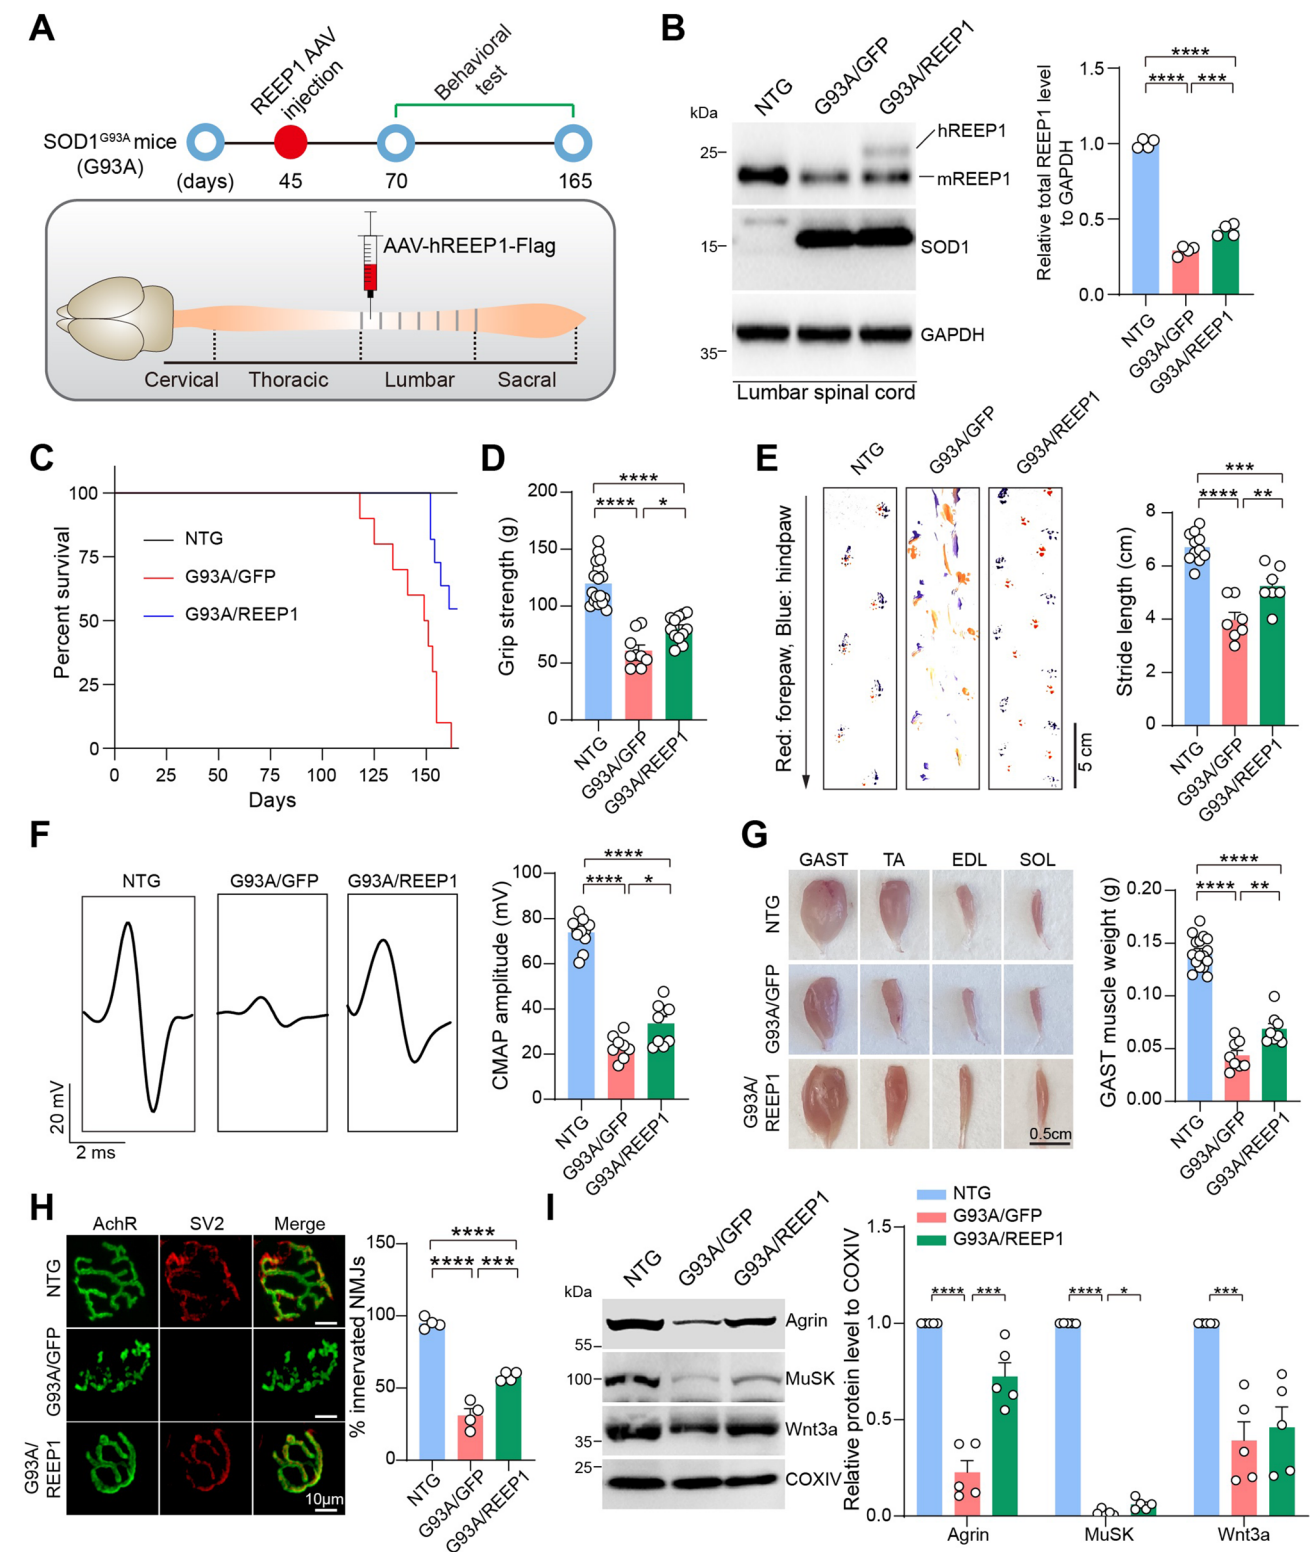 A
REEP1 AAV
injection
Behavioral
test
SOD1G93A mice
(G93A)
(days)
45
70
165
AAV-hREEP1-Flag
Cervical
Thoracic
Lumbar
Sacral
B
NTG
G93A/GFP
G93A/REEP1
kDa
25
hREEP1
mREEP1
15
SOD1
GAPDH
35
Lumbar spinal cord
Relative total REEP1 level
to GAPDH
1.5
1.0
0.5
0.0
****
**** ***
NTG
G93A/GFP
G93A/REEP1
C
Percent survival
100
75
50
25
0
NTG
G93A/GFP
G93A/REEP1
0 25 50 75 100 125 150
Days
D
Grip strength (g)
200
150
100
50
0
****
**** *
NTG
G93A/GFP
G93A/REEP1
E
NTG
G93A/GFP
G93A/REEP1
Red: forepaw, Blue: hindpaw
5 cm
Stride length (cm)
8
6
4
2
0
***
**** **
NTG
G93A/GFP
G93A/REEP1
F
NTG
G93A/GFP
G93A/REEP1
20 mV
2 ms
CMAP amplitude (mV)
100
80
60
40
20
0
****
**** *
NTG
G93A/GFP
G93A/REEP1
G
GAST TA EDL SOL
NTG
G93A/GFP
G93A/
REEP1
0.5cm
GAST muscle weight (g)
0.20
0.15
0.10
0.05
0.00
****
**** **
NTG
G93A/GFP
G93A/REEP1
H
AchR SV2 Merge
NTG
G93A/GFP
G93A/
REEP1
10μm
% innervated NMJs
150
100
50
0
****
**** ***
NTG
G93A/GFP
G93A/REEP1
I
NTG
G93A/GFP
G93A/REEP1
kDa
Agrin
55
100
MuSK
Wnt3a
35
25
COXIV
NTG
G93A/GFP
G93A/REEP1
Relative protein level to COXIV
1.5
1.0
0.5
0.0
**** *** **** * ***
Agrin
MuSK
Wnt3a